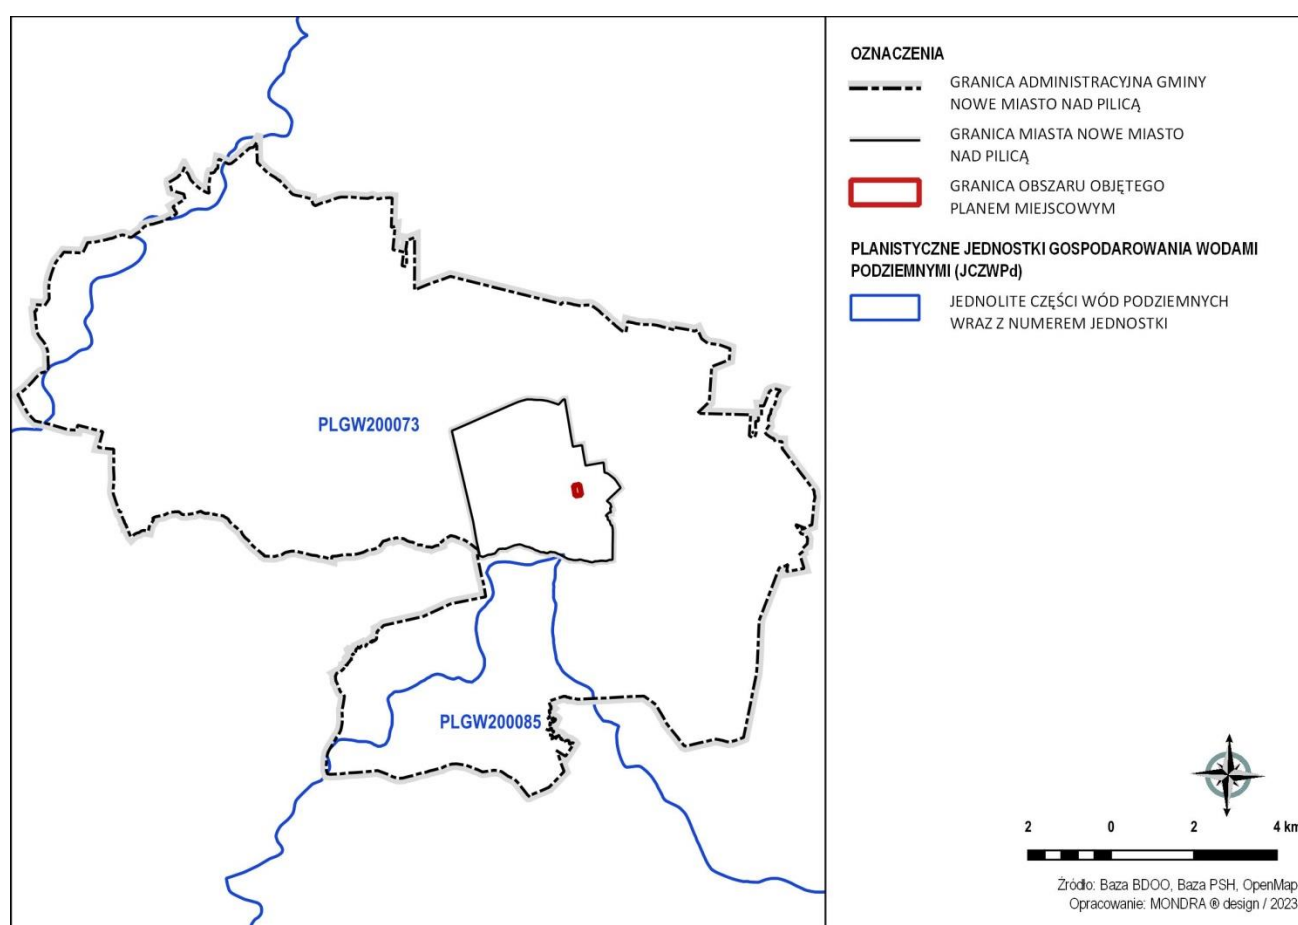 OZNACZENIA
GRANICA ADMINISTRACYJNA GMINY
NOWE MIASTO NAD PILICĄ
GRANICA MIASTA NOWE MIASTO
NAD PILICĄ
GRANICA OBSZARU OBJĘTEGO
PLANEM MIEJSCOWYM
PLANISTYCZNE JEDNOSTKI GOSPODAROWANIA WODAMI
PODZIEMNYMI (JCZWPd)
JEDNOLITE CZĘŚCI WÓD PODZIEMNYCH
WRAZ Z NUMEREM JEDNOSTKI
PLGW200073
PLGW200085
2 0 2 4 km
Źródło: Baza BDOO, Baza PSH, OpenMap
Opracowanie: MONDRA ® design / 2023